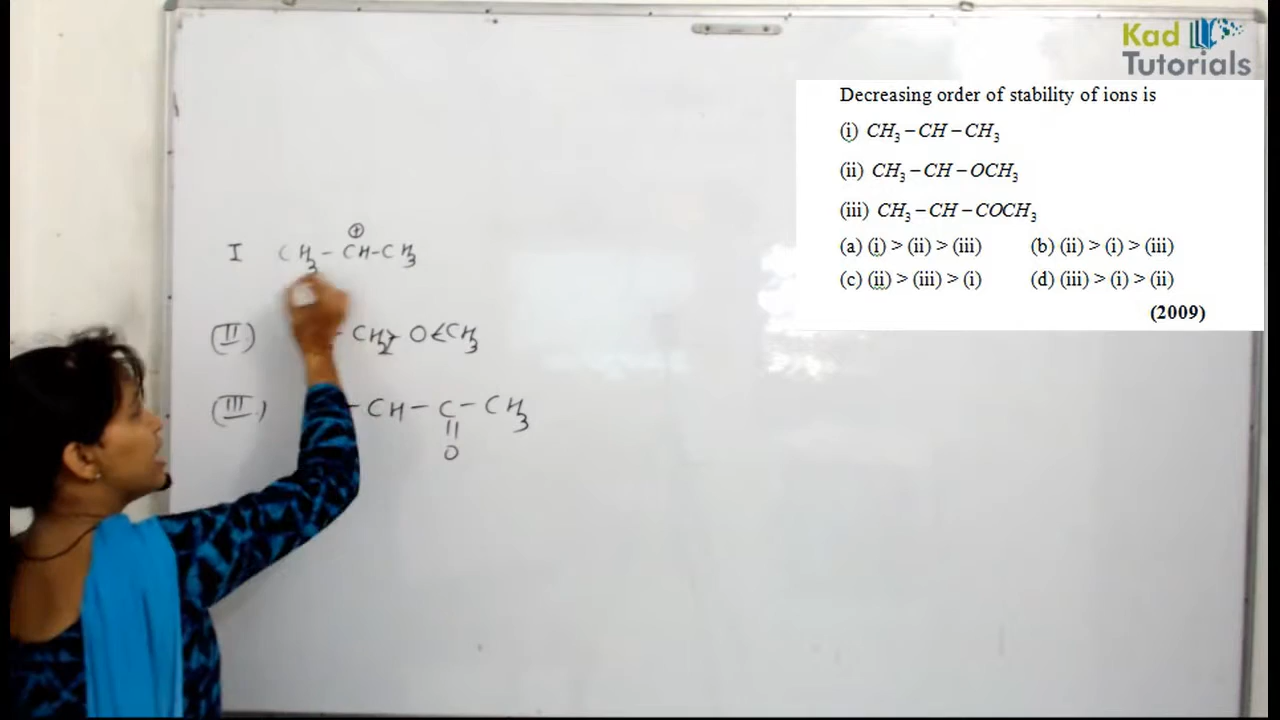 Kad
Tutorials
Decreasing order of stability of ions is
(i) CH₃ – CH – CH₃
(ii) CH₃ – CH – OCH₃
(iii) CH₃ – CH – COCH₃
(a) (i) > (ii) > (iii) (b) (ii) > (i) > (iii)
(c) (ii) > (iii) > (i) (d) (iii) > (i) > (ii)
(2009)
⊕
I CH₃ – CH – CH₃
(II) – CH₂ > O < CH₃
(III) – CH – C – CH₃
||
O